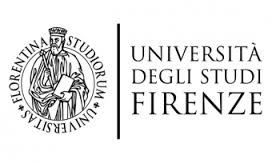 FLORENTINA STUDIORUM UNIVERSITAS
UNIVERSITÀ
DEGLI STUDI
FIRENZE